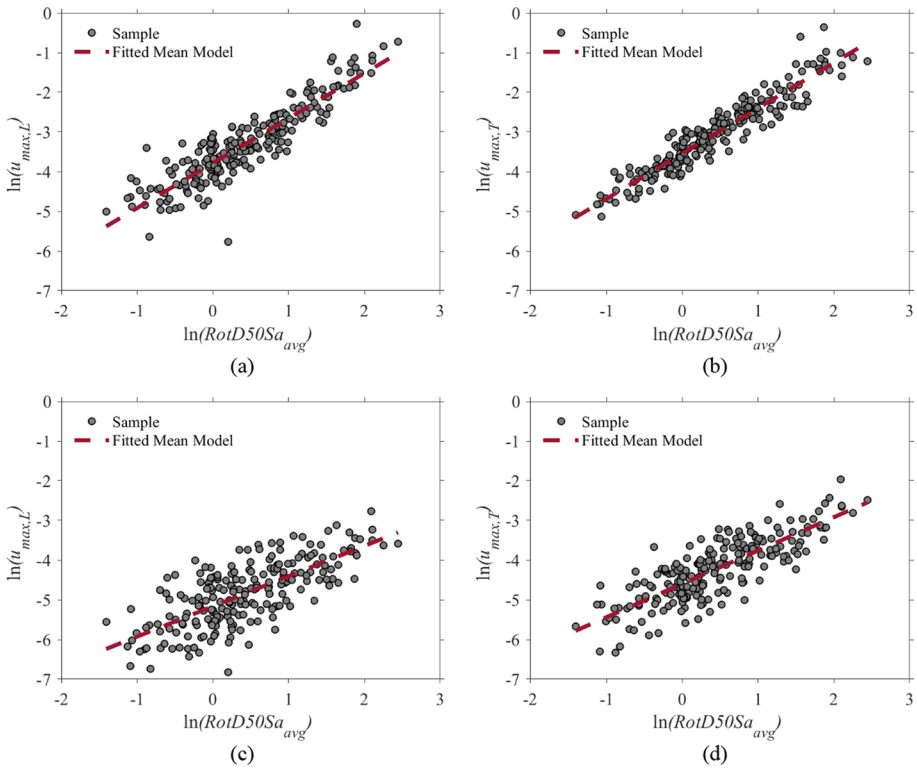 0
-1
-2
-3
-4
-5
-6
-7
ln(u_max,L)
Sample
Fitted Mean Model
-2 -1 0 1 2 3
ln(RotD50Sa_avg)
(a)
0
-1
-2
-3
-4
-5
-6
-7
ln(u_max,T)
Sample
Fitted Mean Model
-2 -1 0 1 2 3
ln(RotD50Sa_avg)
(b)
0
-1
-2
-3
-4
-5
-6
-7
ln(u_max,L)
Sample
Fitted Mean Model
-2 -1 0 1 2 3
ln(RotD50Sa_avg)
(c)
0
-1
-2
-3
-4
-5
-6
-7
ln(u_max,T)
Sample
Fitted Mean Model
-2 -1 0 1 2 3
ln(RotD50Sa_avg)
(d)